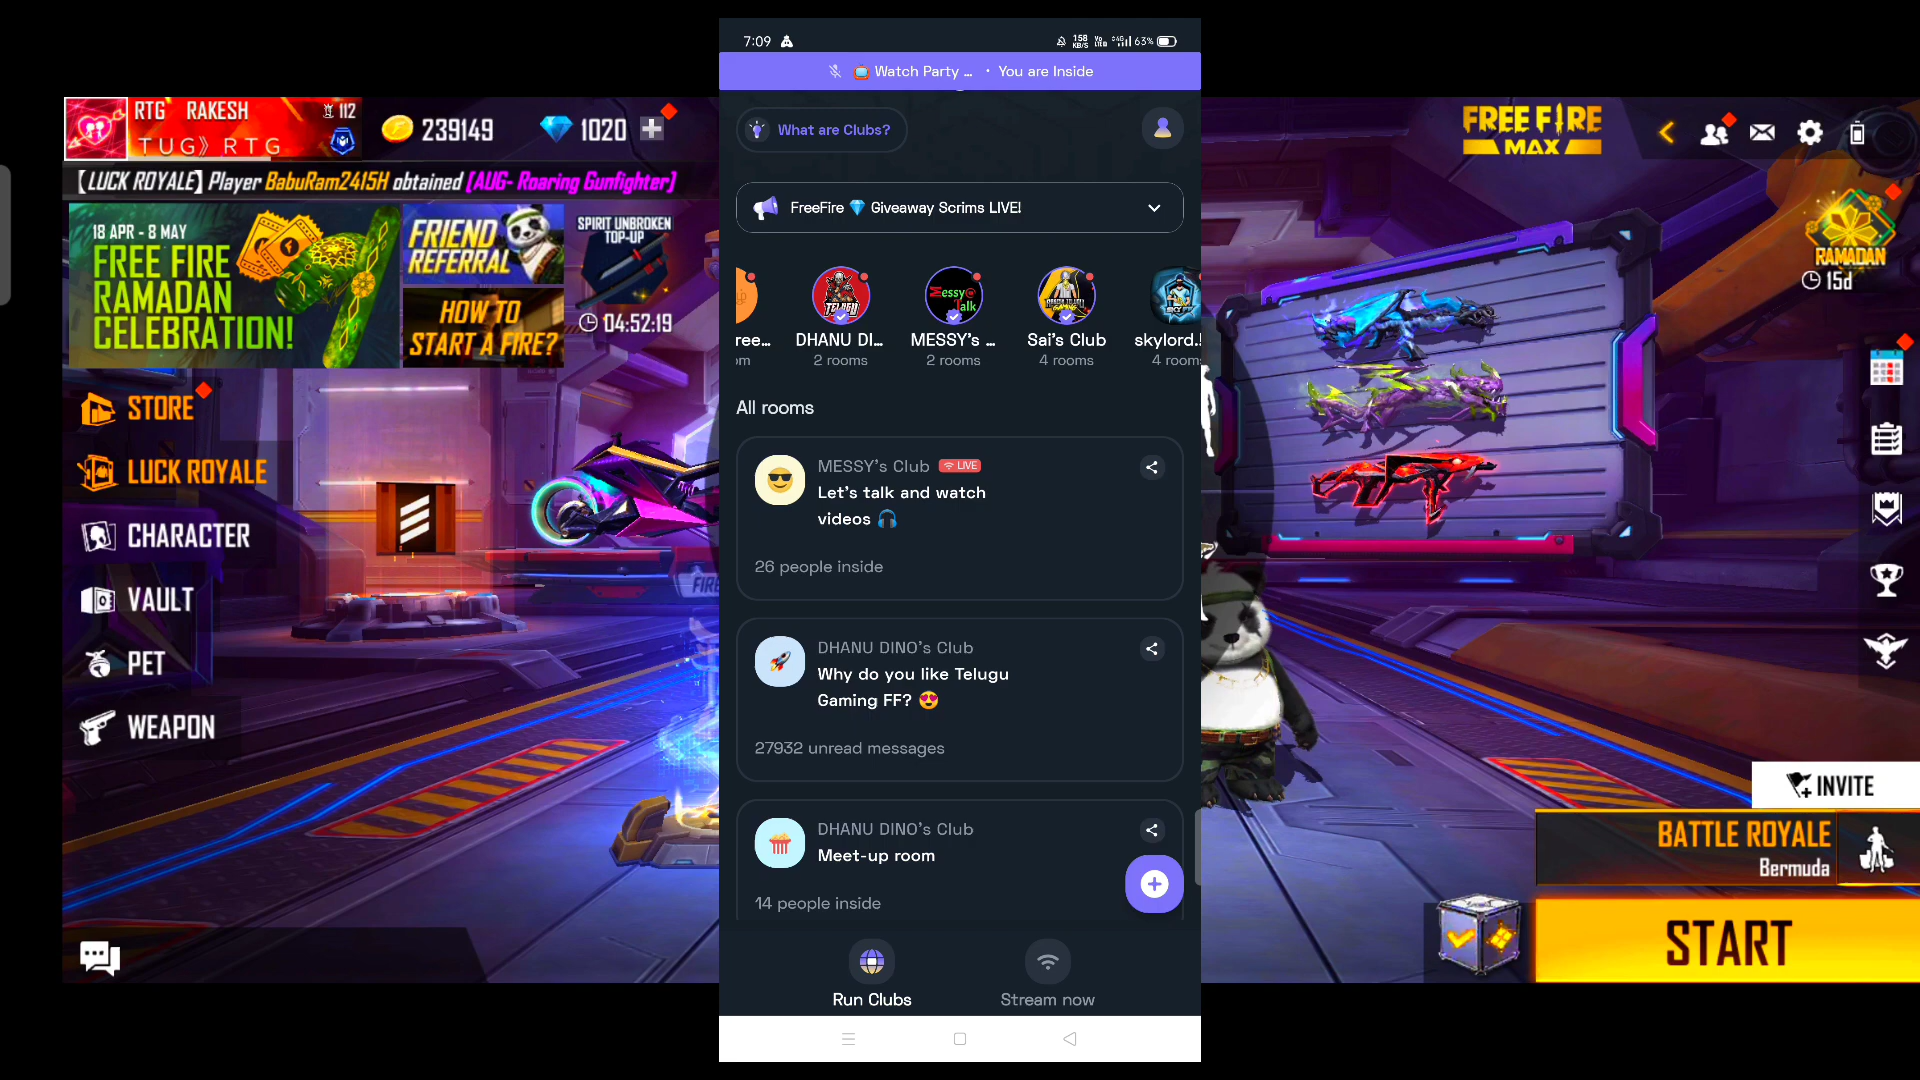 7:09
158 KB/S
63%
Watch Party ... • You are Inside
What are Clubs?
FreeFire 💎 Giveaway Scrims LIVE!
ree...
DHANU DI...
MESSY's ...
Sai's Club
skylord.!
om
2 rooms
2 rooms
4 rooms
4 room
All rooms
MESSY's Club LIVE
Let's talk and watch
videos 🎧
26 people inside
DHANU DINO's Club
Why do you like Telugu
Gaming FF? 😍
27932 unread messages
DHANU DINO's Club
Meet-up room
14 people inside
Run Clubs
Stream now
RTG RAKESH
112
TUG》RTG
239149
1020
【LUCK ROYALE】Player BabuRam2415H obtained [AUG- Roaring Gunfighter]
18 APR - 8 MAY
FREE FIRE
RAMADAN
CELEBRATION!
FRIEND
REFERRAL
HOW TO
START A FIRE?
SPIRIT UNBROKEN
TOP-UP
04:52:19
STORE
LUCK ROYALE
CHARACTER
VAULT
PET
WEAPON
FREE FIRE
MAX
RAMADAN
15d
INVITE
BATTLE ROYALE
Bermuda
START